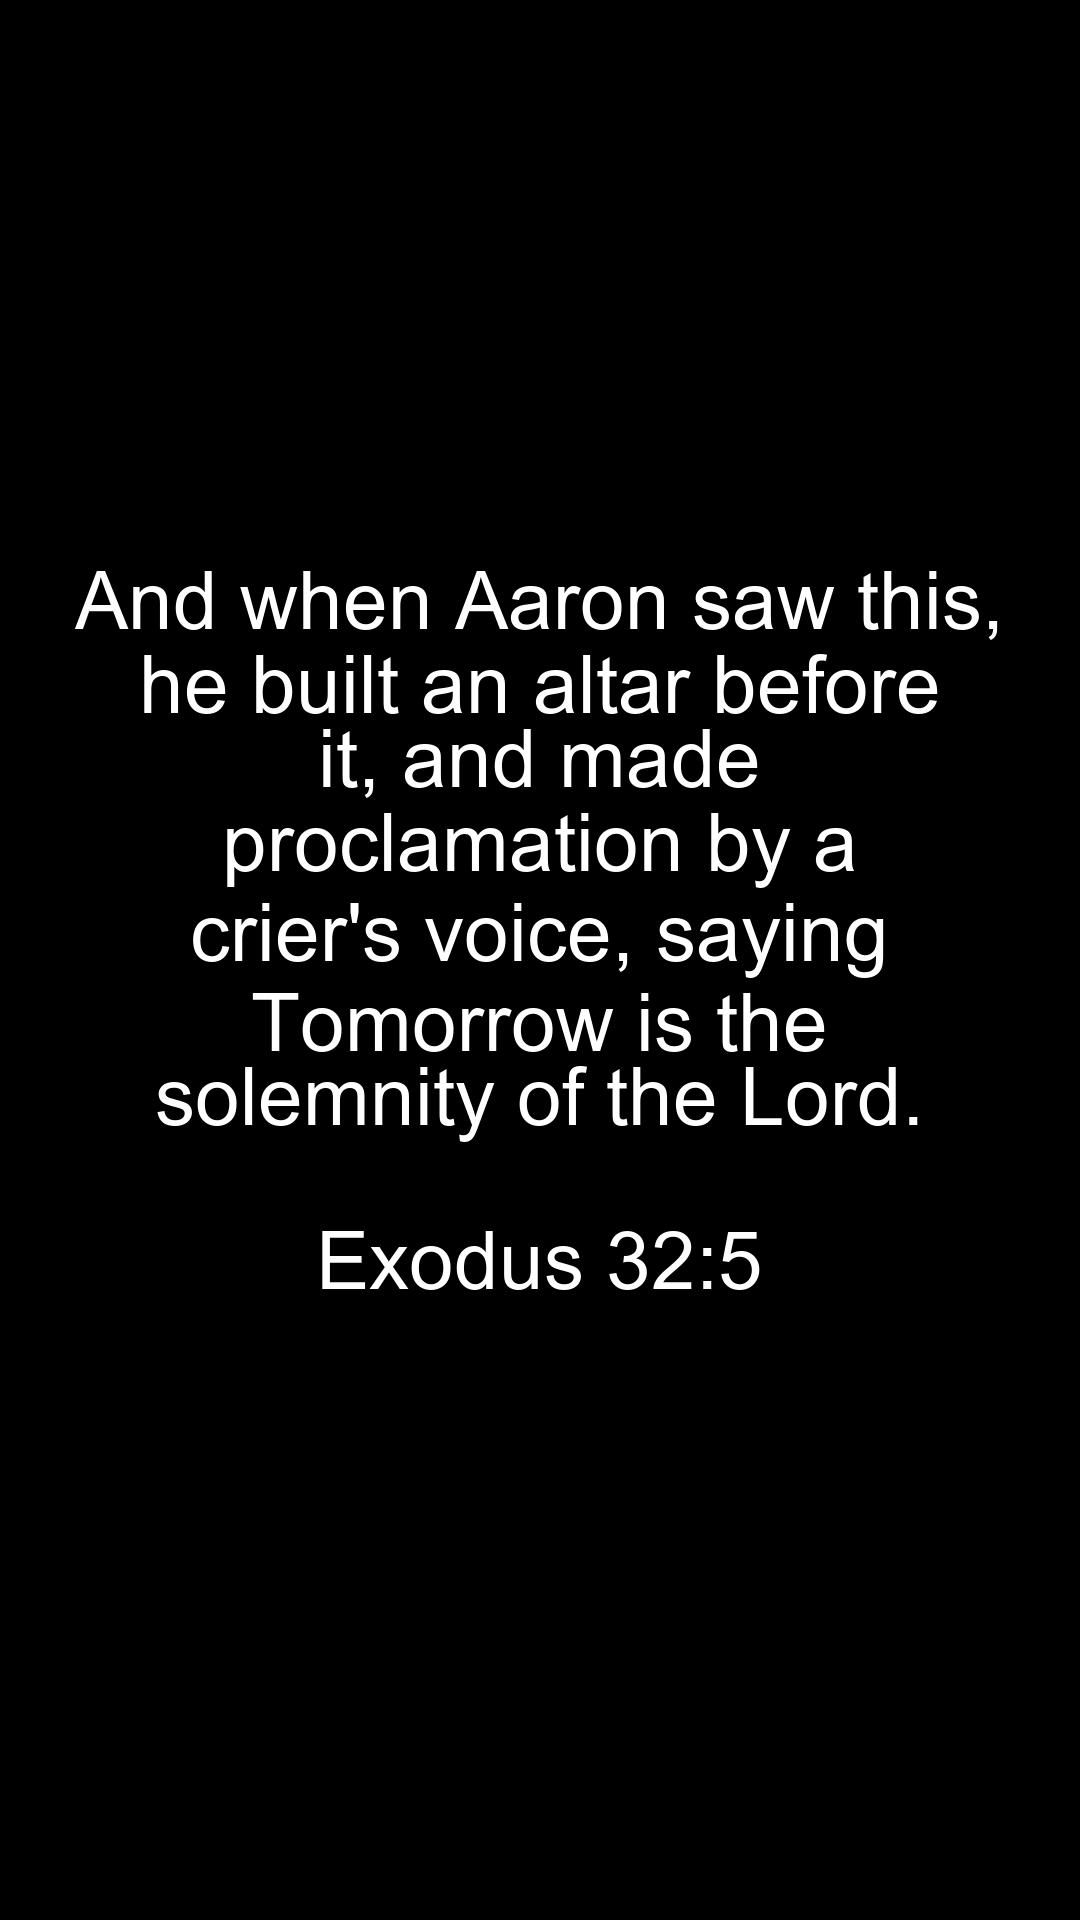 And when Aaron saw this,
he built an altar before
it, and made
proclamation by a
crier's voice, saying
Tomorrow is the
solemnity of the Lord.
Exodus 32:5